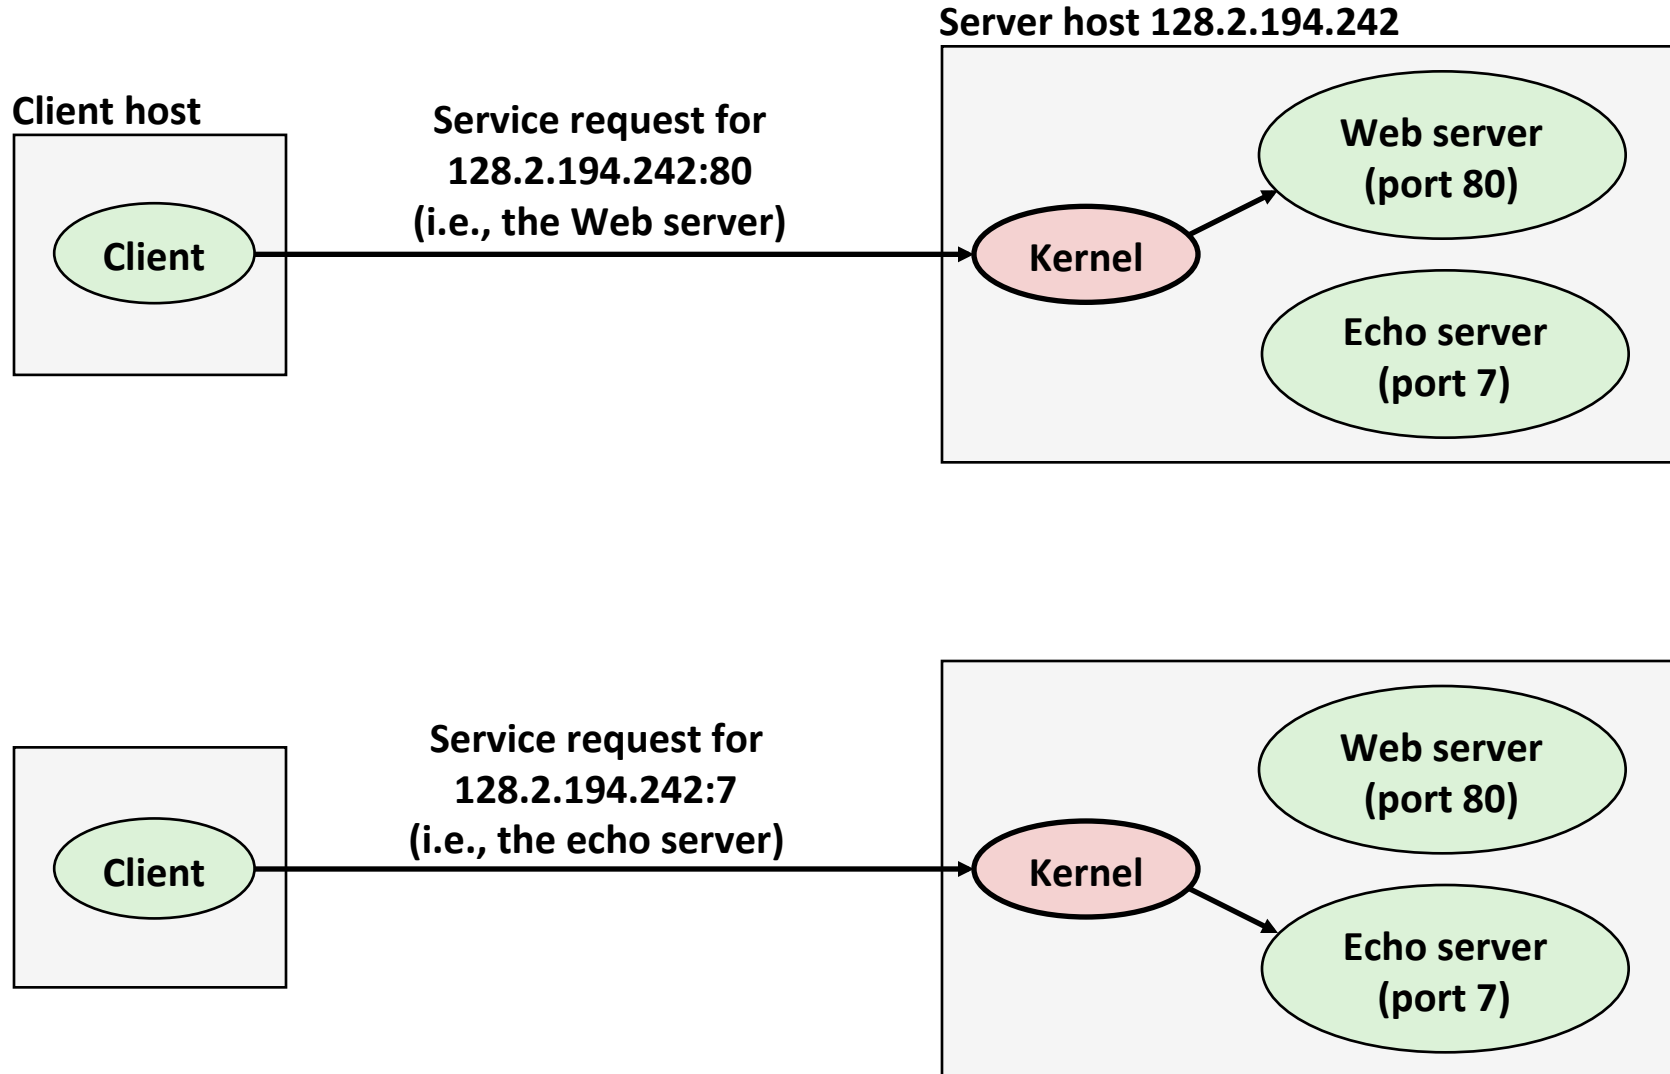 Server host 128.2.194.242
Client host
Service request for
128.2.194.242:80
(i.e., the Web server)
Client
Kernel
Web server
(port 80)
Echo server
(port 7)
Service request for
128.2.194.242:7
(i.e., the echo server)
Client
Kernel
Web server
(port 80)
Echo server
(port 7)